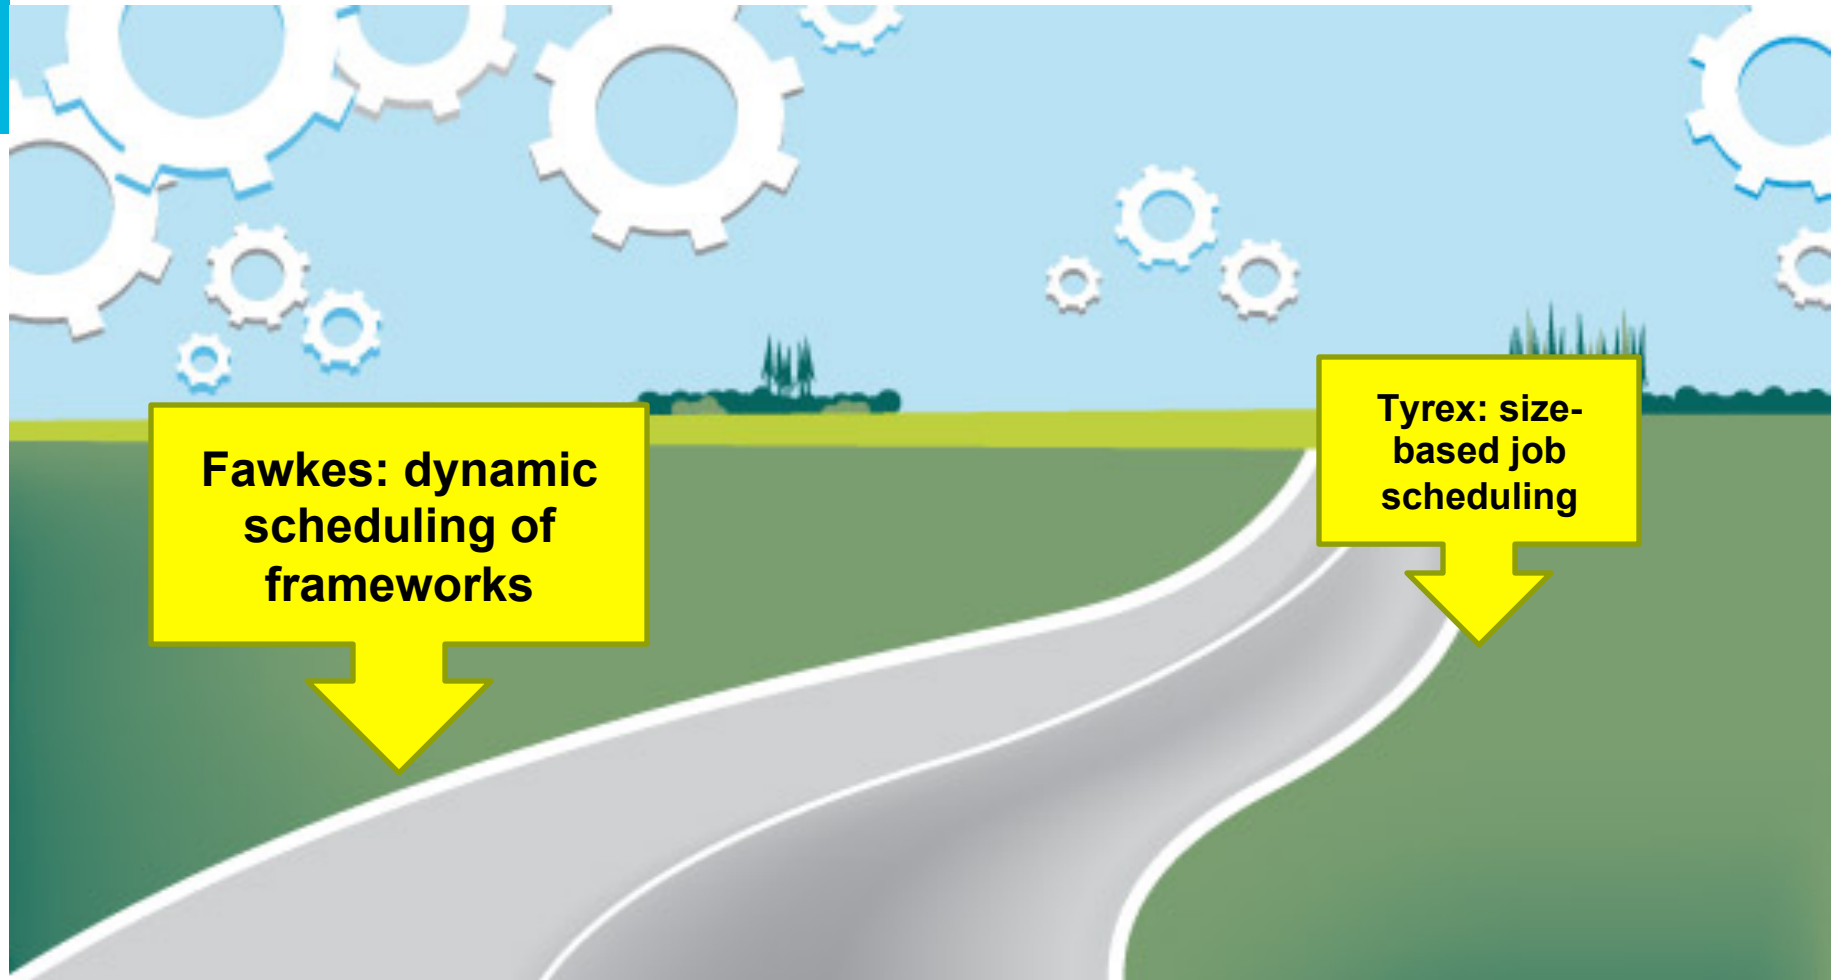 Fawkes: dynamic
scheduling of
frameworks
Tyrex: size-
based job
scheduling